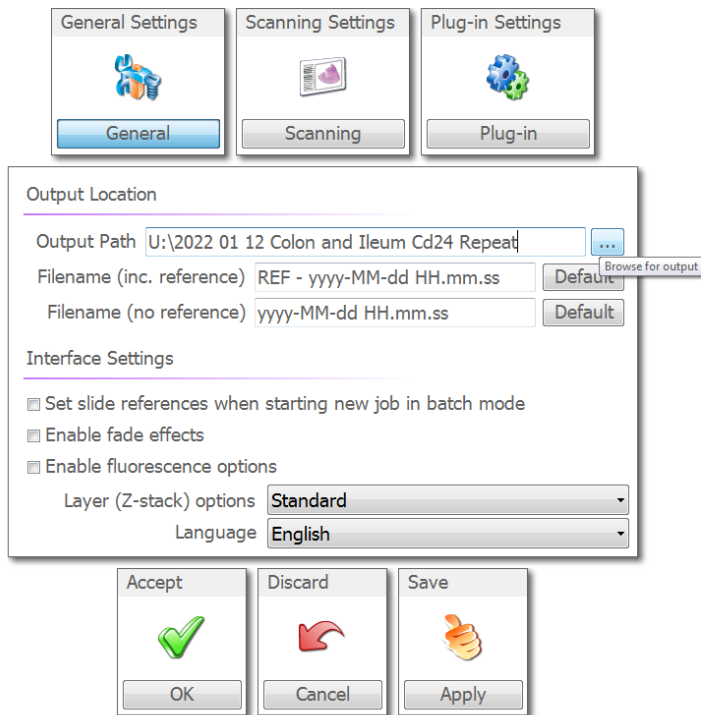 General Settings
Scanning Settings
Plug-in Settings
General
Scanning
Plug-in
Output Location
Output Path U:\2022 01 12 Colon and Ileum Cd24 Repeat ...
Browse for output
Filename (inc. reference) REF - yyyy-MM-dd HH.mm.ss Default
Filename (no reference) yyyy-MM-dd HH.mm.ss Default
Interface Settings
Set slide references when starting new job in batch mode
Enable fade effects
Enable fluorescence options
Layer (Z-stack) options Standard
Language English
Accept
Discard
Save
OK
Cancel
Apply